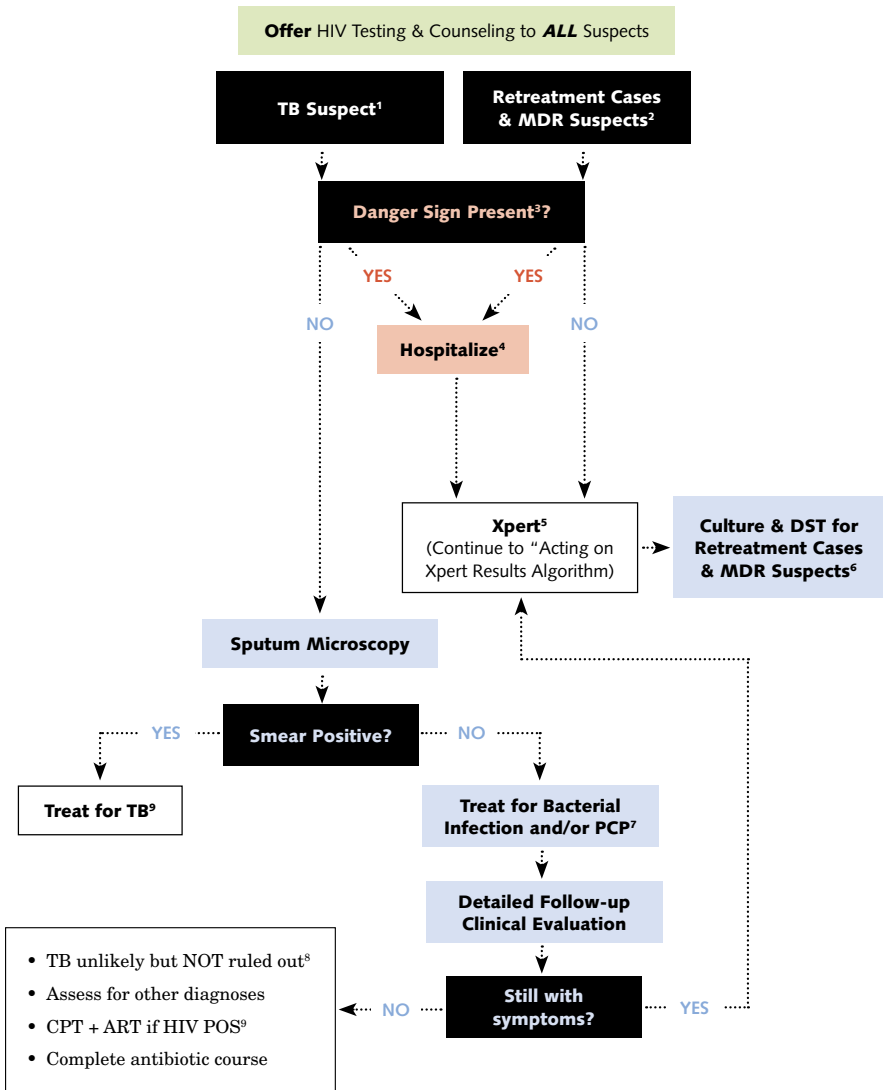 Offer HIV Testing & Counseling to ALL Suspects
TB Suspect¹
Retreatment Cases
& MDR Suspects²
Danger Sign Present³?
YES
YES
NO
NO
Hospitalize⁴
Xpert⁵
(Continue to “Acting on
Xpert Results Algorithm)
Culture & DST for
Retreatment Cases
& MDR Suspects⁶
Sputum Microscopy
Smear Positive?
YES
NO
Treat for TB⁹
Treat for Bacterial
Infection and/or PCP⁷
Detailed Follow-up
Clinical Evaluation
Still with
symptoms?
NO
YES
• TB unlikely but NOT ruled out⁸
• Assess for other diagnoses
• CPT + ART if HIV POS⁹
• Complete antibiotic course